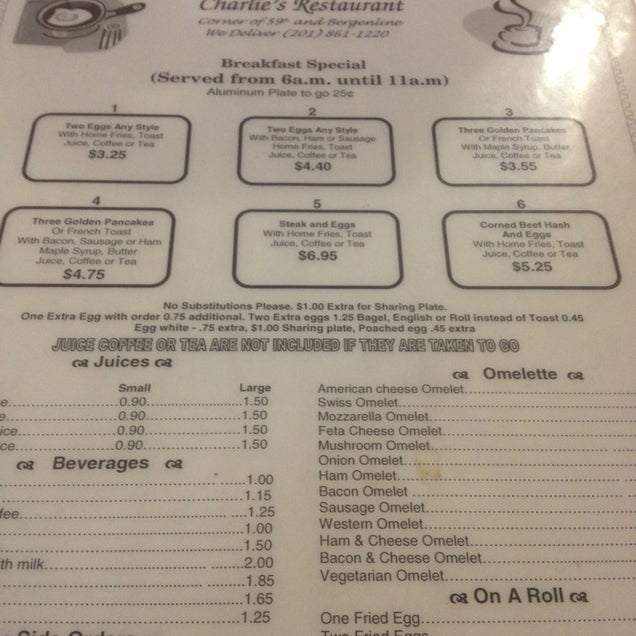 Charlie's Restaurant
Corner of 59th and Bergenline
We Deliver (201) 861-1220
Breakfast Special
(Served from 6a.m. until 11a.m)
Aluminum Plate to go 25¢
1
Two Eggs Any Style
With Home Fries, Toast
Juice, Coffee or Tea
$3.25
2
Two Eggs Any Style
With Bacon, Ham or Sausage
Home Fries, Toast
Juice, Coffee or Tea
$4.40
3
Three Golden Pancakes
Or French Toast
With Maple Syrup, Butter
Juice, Coffee or Tea
$3.55
4
Three Golden Pancakes
Or French Toast
With Bacon, Sausage or Ham
Maple Syrup, Butter
Juice, Coffee or Tea
$4.75
5
Steak and Eggs
With Home Fries, Toast
Juice, Coffee or Tea
$6.95
6
Corned Beef Hash
And Eggs
With Home Fries, Toast
Juice, Coffee or Tea
$5.25
No Substitutions Please. $1.00 Extra for Sharing Plate.
One Extra Egg with order 0.75 additional. Two Extra eggs 1.25 Bagel, English or Roll instead of Toast 0.45
Egg white - .75 extra, $1.00 Sharing plate, Poached egg .45 extra
JUICE COFFEE OR TEA ARE NOT INCLUDED IF THEY ARE TAKEN TO GO
Juices
Small Large
e 0.90 1.50
e 0.90 1.50
ice 0.90 1.50
ice 0.90 1.50
Beverages
1.00
1.15
fee 1.25
1.00
1.50
th milk 2.00
1.85
1.65
1.25
Side Orders
Omelette
American cheese Omelet
Swiss Omelet
Mozzarella Omelet
Feta Cheese Omelet
Mushroom Omelet
Onion Omelet
Ham Omelet
Bacon Omelet
Sausage Omelet
Western Omelet
Ham & Cheese Omelet
Bacon & Cheese Omelet
Vegetarian Omelet
On A Roll
One Fried Egg
Two Fried Eggs